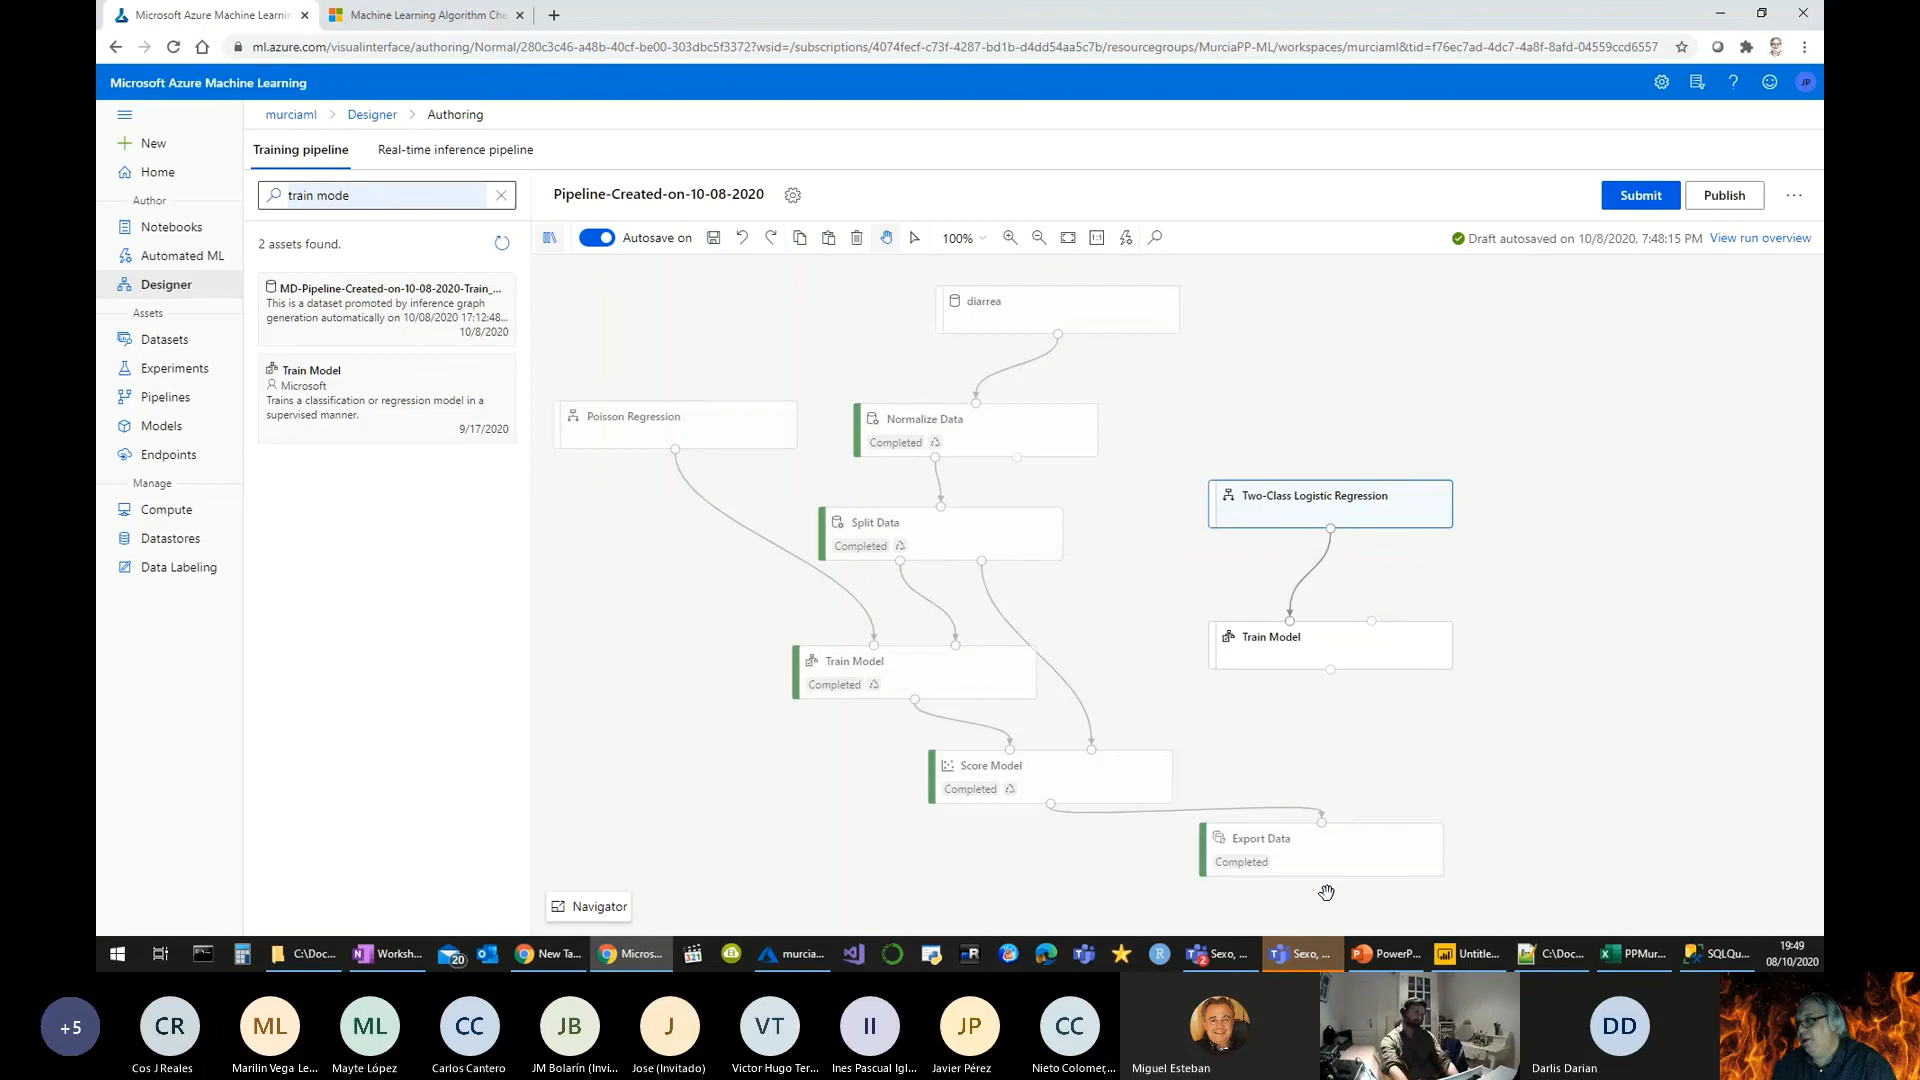 Microsoft Azure Machine Learnin
Machine Learning Algorithm Che
ml.azure.com/visualinterface/authoring/Normal/280c3c46-a48b-40cf-be00-303dbc5f3372?wsid=/subscriptions/4074fecf-c73f-4287-bd1b-d4dd54aa5c7b/resourcegroups/MurciaPP-ML/workspaces/murciaml&tid=f76ec7ad-4dc7-4a8f-8afd-04559ccd6557
Microsoft Azure Machine Learning
JP
murciaml > Designer > Authoring
New
Home
Author
Notebooks
Automated ML
Designer
Assets
Datasets
Experiments
Pipelines
Models
Endpoints
Manage
Compute
Datastores
Data Labeling
Training pipeline
Real-time inference pipeline
train mode
2 assets found.
MD-Pipeline-Created-on-10-08-2020-Train_...
This is a dataset promoted by inference graph
generation automatically on 10/08/2020 17:12:48...
10/8/2020
Train Model
Microsoft
Trains a classification or regression model in a
supervised manner.
9/17/2020
Pipeline-Created-on-10-08-2020
Submit
Publish
Autosave on
100%
1:1
Draft autosaved on 10/8/2020, 7:48:15 PM
View run overview
diarrea
Poisson Regression
Normalize Data
Completed
Two-Class Logistic Regression
Split Data
Completed
Train Model
Train Model
Completed
Score Model
Completed
Export Data
Completed
Navigator
C:\Doc...
Worksh...
20
New Ta...
Micros...
321
murcia...
R
R
Sexo, ...
2
Sexo, ...
PowerP...
Untitle...
C:\Doc...
PPMur...
SQLQu...
19:49
08/10/2020
+5
CR
ML
ML
CC
JB
J
VT
II
JP
CC
DD
Cos J Reales
Marilin Vega Le...
Mayte López
Carlos Cantero
JM Bolarín (Invi...
Jose (Invitado)
Victor Hugo Ter...
Ines Pascual Igl...
Javier Pérez
Nieto Colomer,...
Miguel Esteban
Darlis Darian